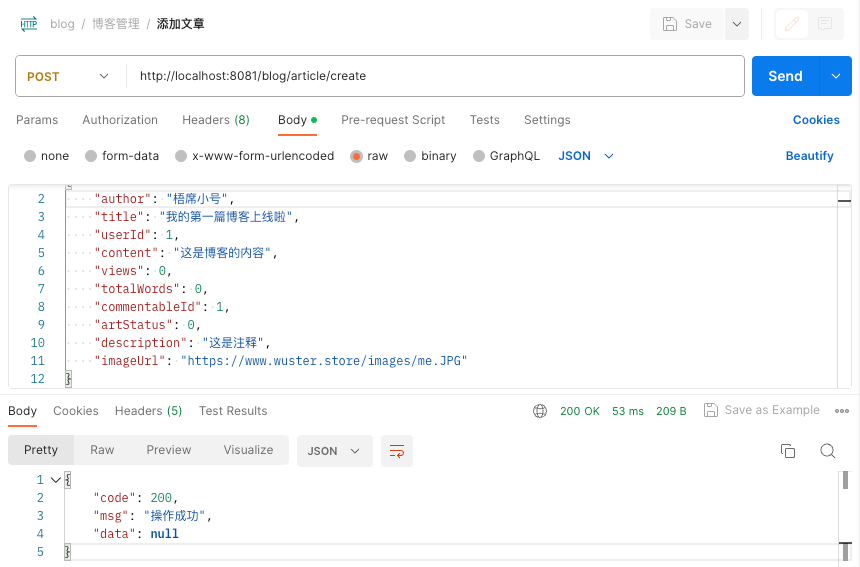 HTTP blog / 博客管理 / 添加文章 Save
POST http://localhost:8081/blog/article/create Send
Params Authorization Headers (8) Body Pre-request Script Tests Settings Cookies
none form-data x-www-form-urlencoded raw binary GraphQL JSON Beautify
2 "author": "梧席小号",
3 "title": "我的第一篇博客上线啦",
4 "userId": 1,
5 "content": "这是博客的内容",
6 "views": 0,
7 "totalWords": 0,
8 "commentableId": 1,
9 "artStatus": 0,
10 "description": "这是注释",
11 "imageUrl": "https://www.wuster.store/images/me.JPG"
12 }
Body Cookies Headers (5) Test Results 200 OK 53 ms 209 B Save as Example
Pretty Raw Preview Visualize JSON
1 {
2 "code": 200,
3 "msg": "操作成功",
4 "data": null
5 }